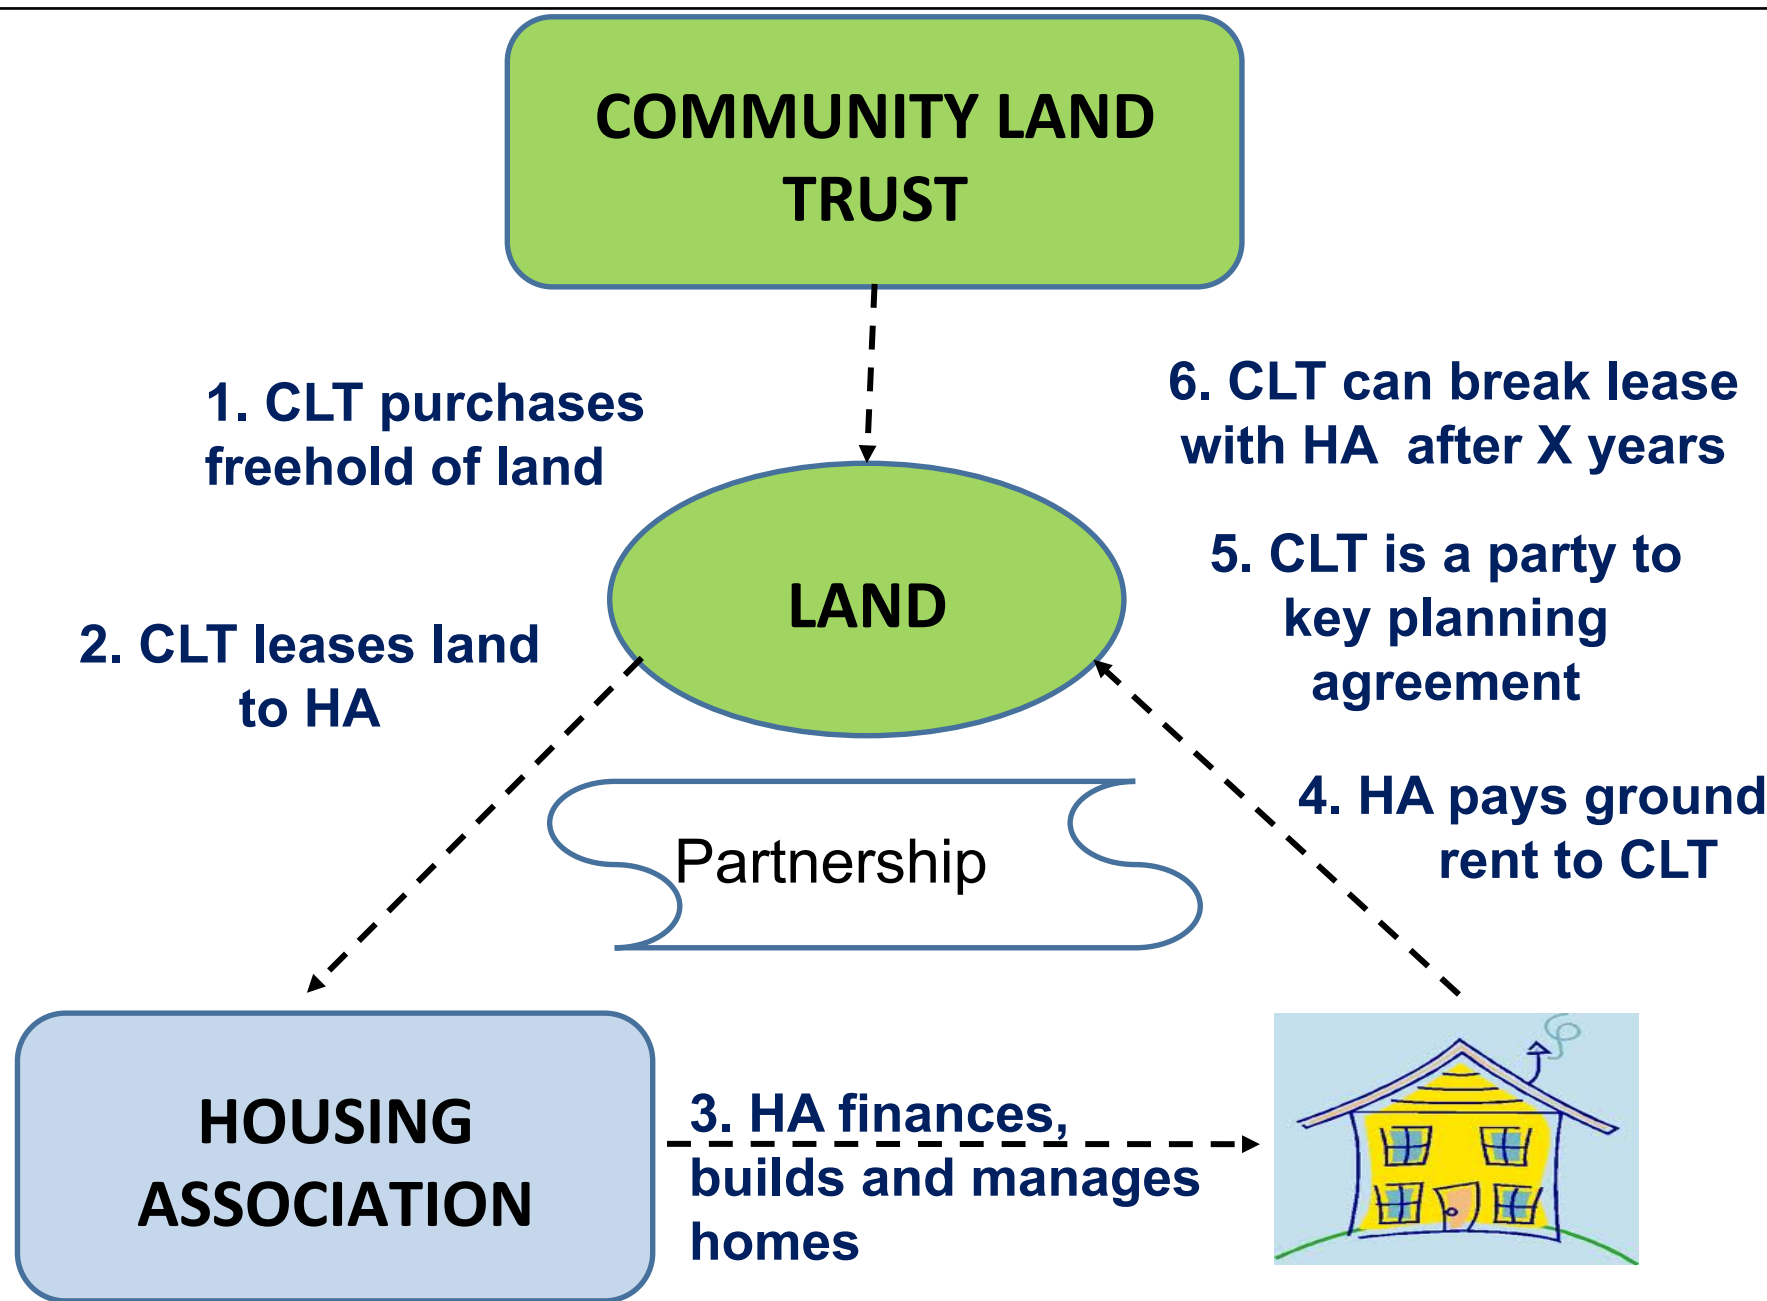 COMMUNITY LAND
TRUST
1. CLT purchases
freehold of land
6. CLT can break lease
with HA after X years
LAND
5. CLT is a party to
key planning
agreement
2. CLT leases land
to HA
4. HA pays ground
rent to CLT
Partnership
HOUSING
ASSOCIATION
3. HA finances,
builds and manages
homes